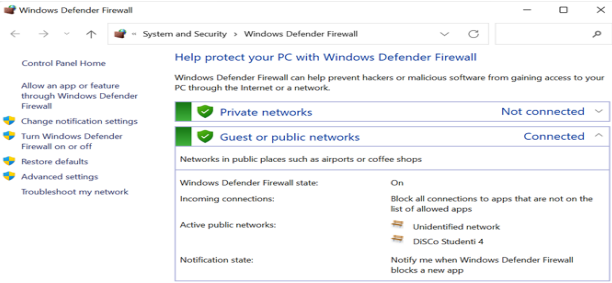 Windows Defender Firewall
System and Security
Windows Defender Firewall
Control Panel Home
Allow an app or feature
through Windows Defender
Firewall
Change notification settings
Turn Windows Defender
Firewall on or off
Restore defaults
Advanced settings
Troubleshoot my network
Help protect your PC with Windows Defender Firewall
Windows Defender Firewall can help prevent hackers or malicious software from gaining access to your
PC through the Internet or a network.
Private networks Not connected
Guest or public networks Connected
Networks in public places such as airports or coffee shops
Windows Defender Firewall state: On
Incoming connections: Block all connections to apps that are not on the
list of allowed apps
Active public networks: Unidentified network
DiSCo Studenti 4
Notification state: Notify me when Windows Defender Firewall
blocks a new app